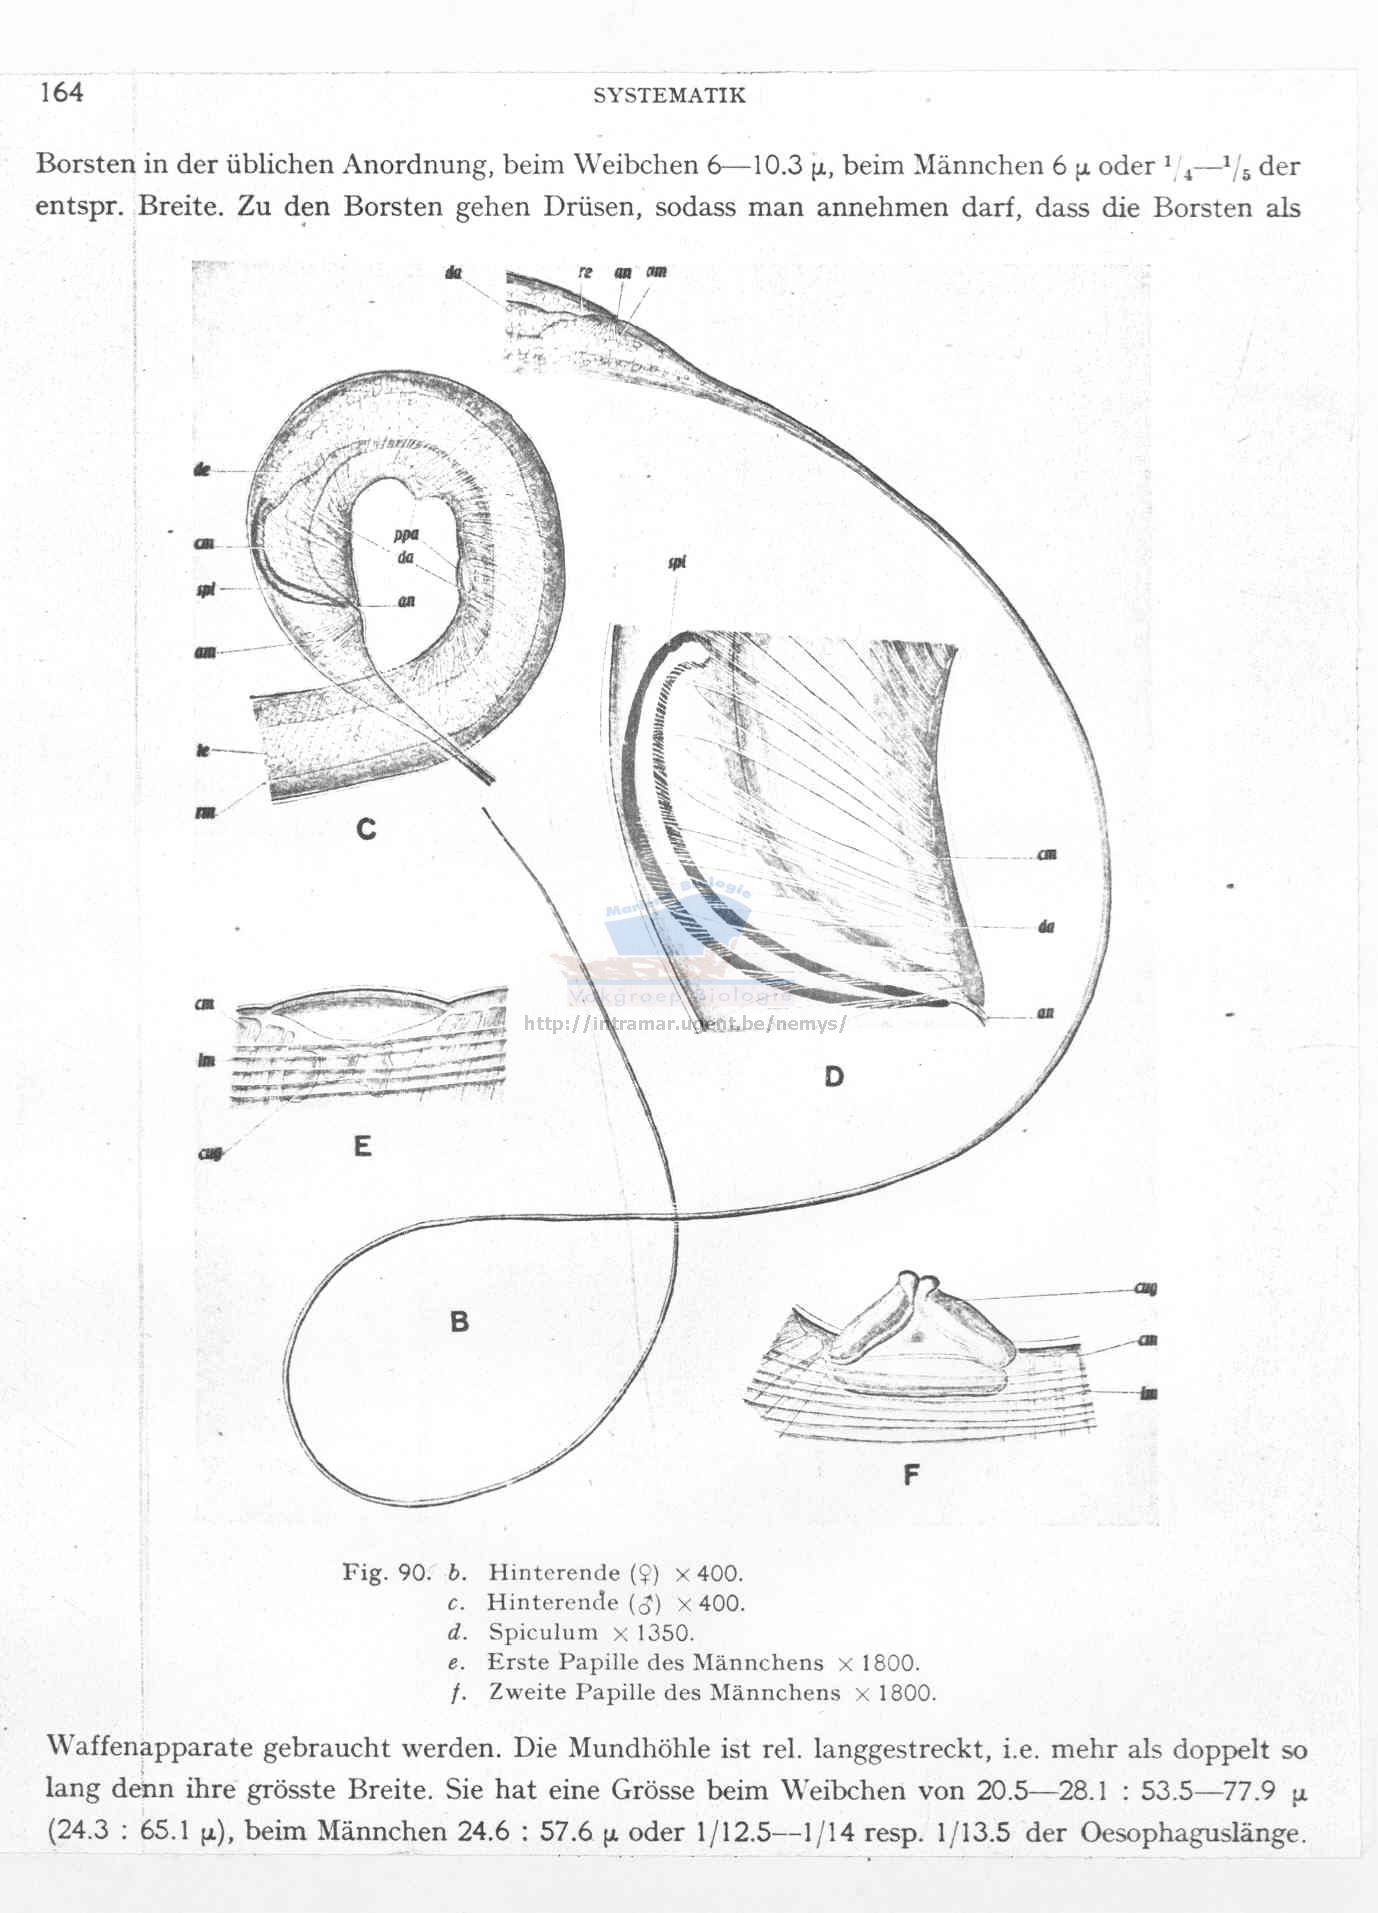 164
SYSTEMATIK
Borsten in der üblichen Anordnung, beim Weibchen 6—10.3 μ, beim Männchen 6 μ oder ¹/₄—¹/₅ der
entspr. Breite. Zu den Borsten gehen Drüsen, sodass man annehmen darf, dass die Borsten als
da re an am
de
cm
spi
am
te
rm
ppa
da
an
C
spi
cm
da
an
D
cm
lm
cug
E
Marine Biologie
Vakgroep Biologie
http://intramar.ugent.be/nemys/
B
cug
cm
lm
F
Fig. 90. b. Hinterende (♀) × 400.
c. Hinterende (♂) × 400.
d. Spiculum × 1350.
e. Erste Papille des Männchens × 1800.
f. Zweite Papille des Männchens × 1800.
Waffenapparate gebraucht werden. Die Mundhöhle ist rel. langgestreckt, i.e. mehr als doppelt so
lang denn ihre grösste Breite. Sie hat eine Grösse beim Weibchen von 20.5—28.1 : 53.5—77.9 μ
(24.3 : 65.1 μ), beim Männchen 24.6 : 57.6 μ oder 1/12.5—1/14 resp. 1/13.5 der Oesophaguslänge.